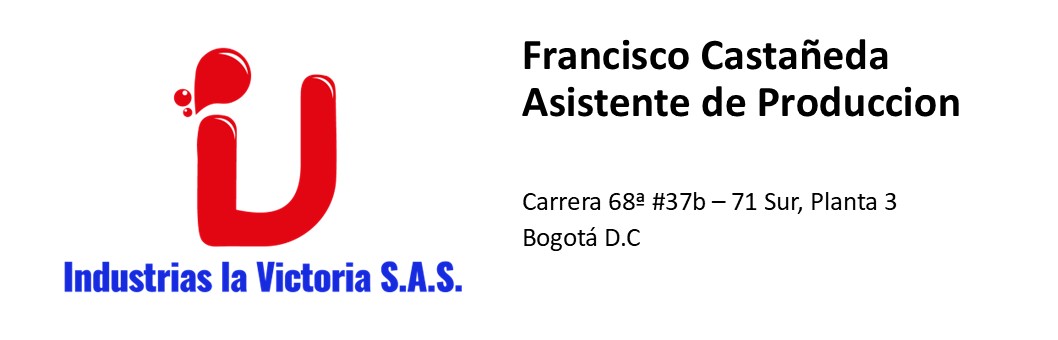 Francisco Castañeda
Asistente de Produccion
Carrera 68ª #37b – 71 Sur, Planta 3
Bogotá D.C
Industrias la Victoria S.A.S.